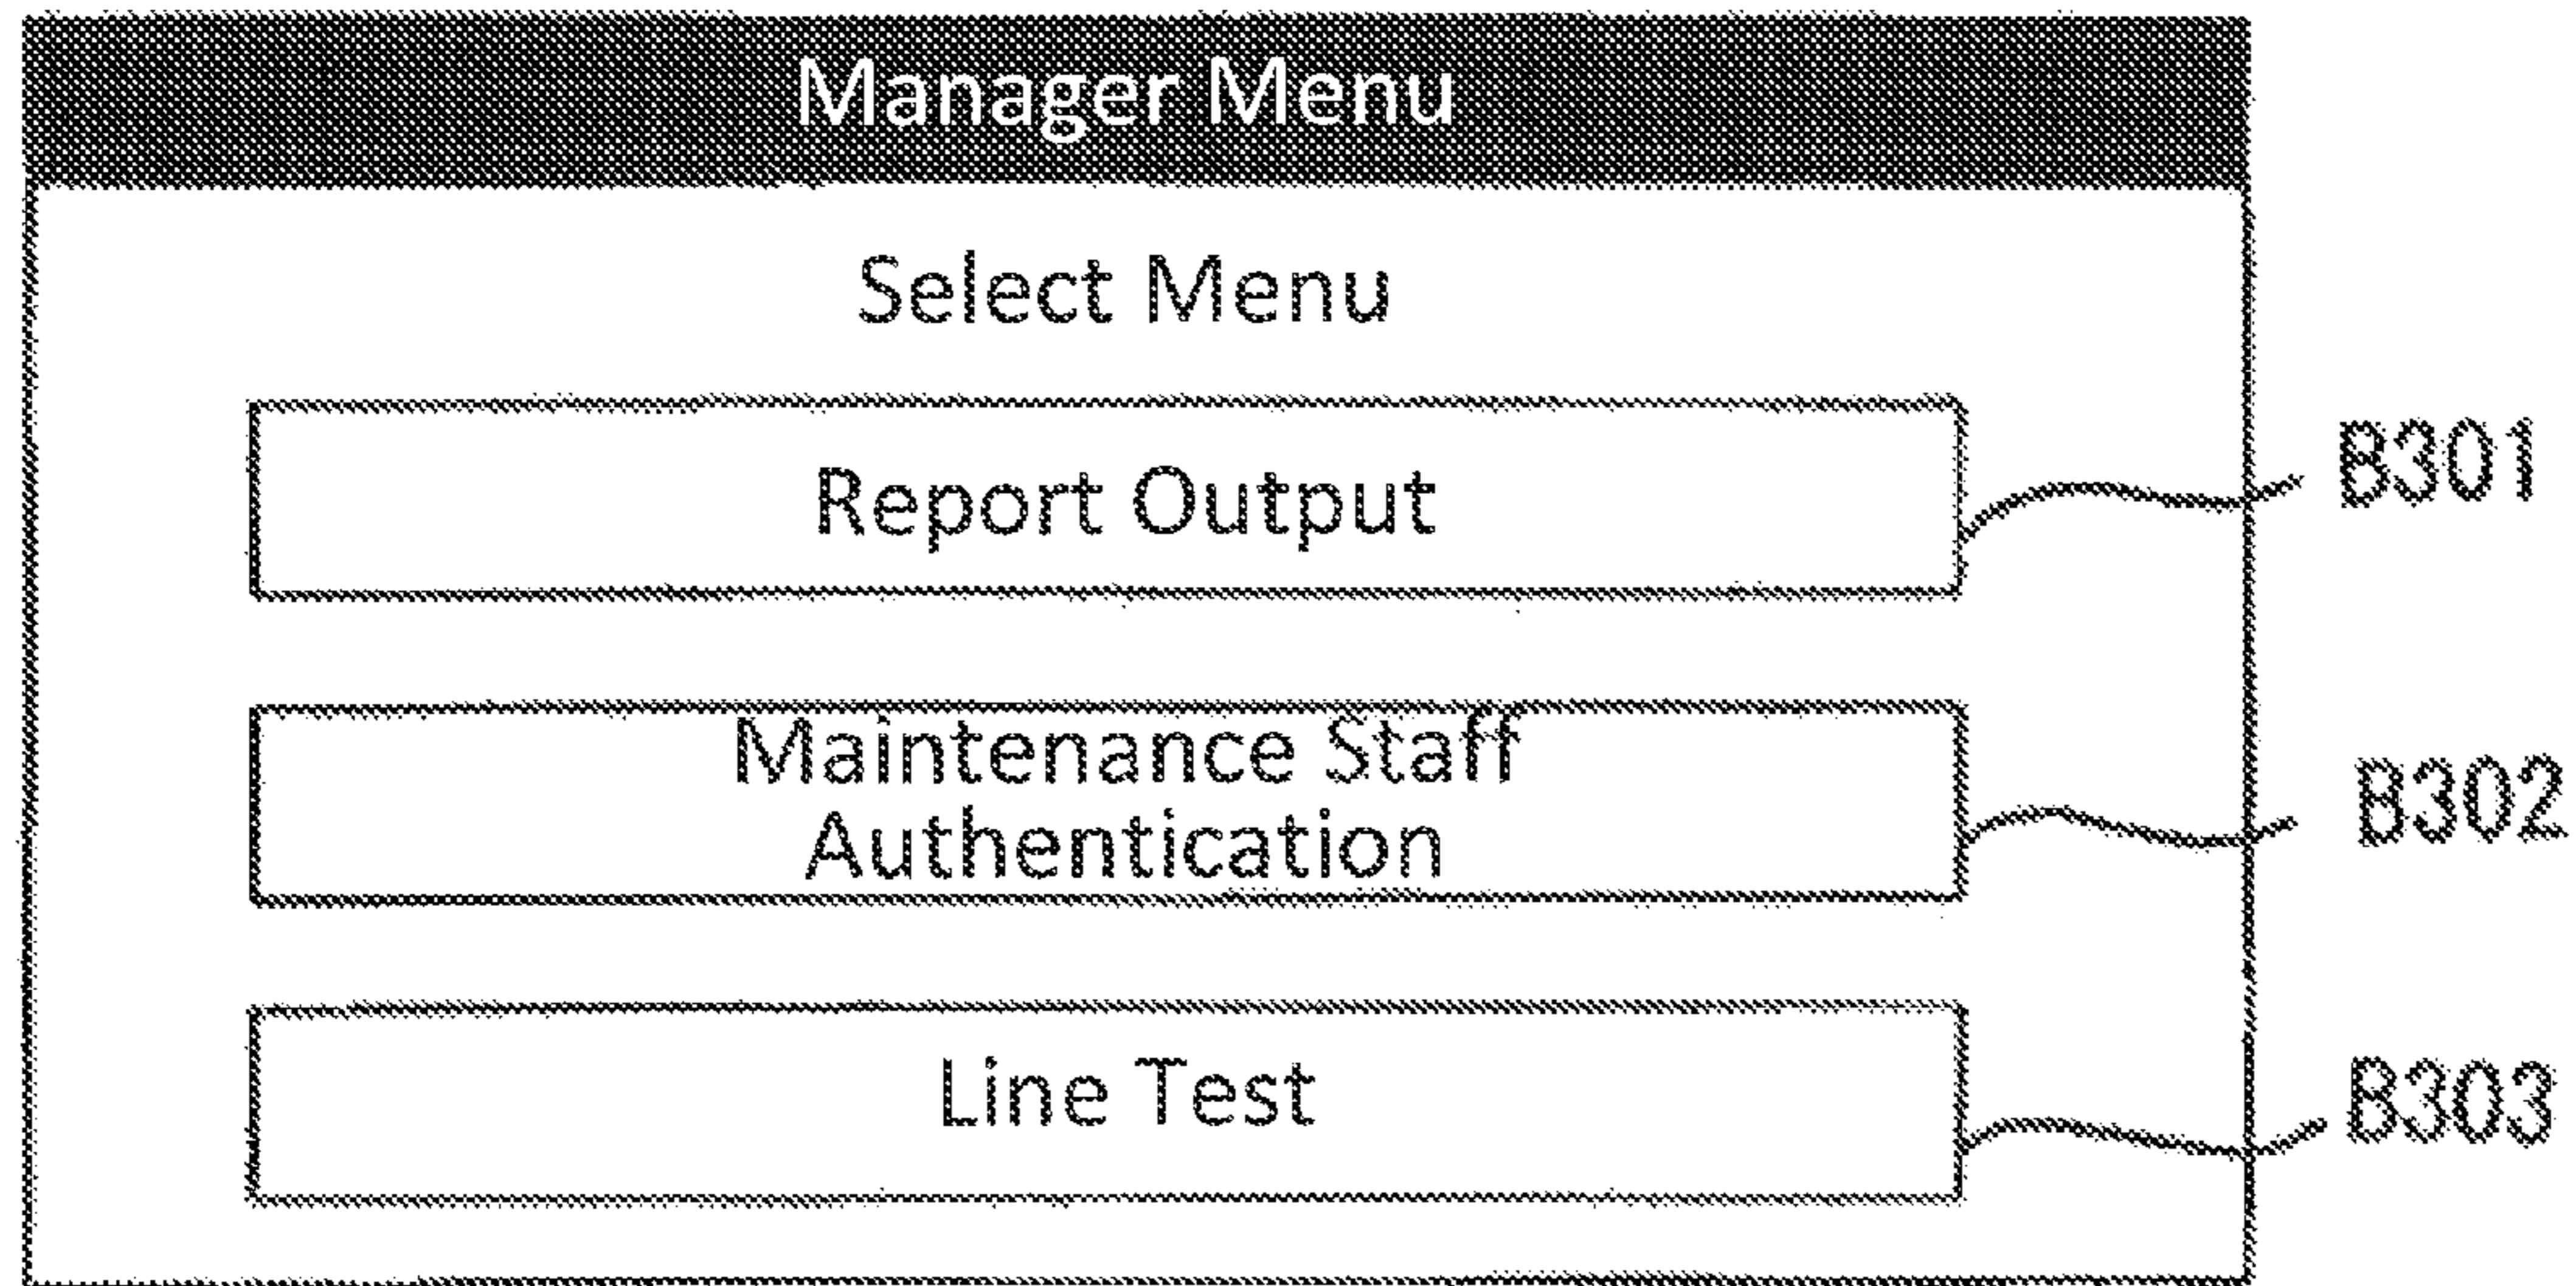 Manager Menu
Select Menu
Report Output
B301
Maintenance Staff
Authentication
B302
Line Test
B303